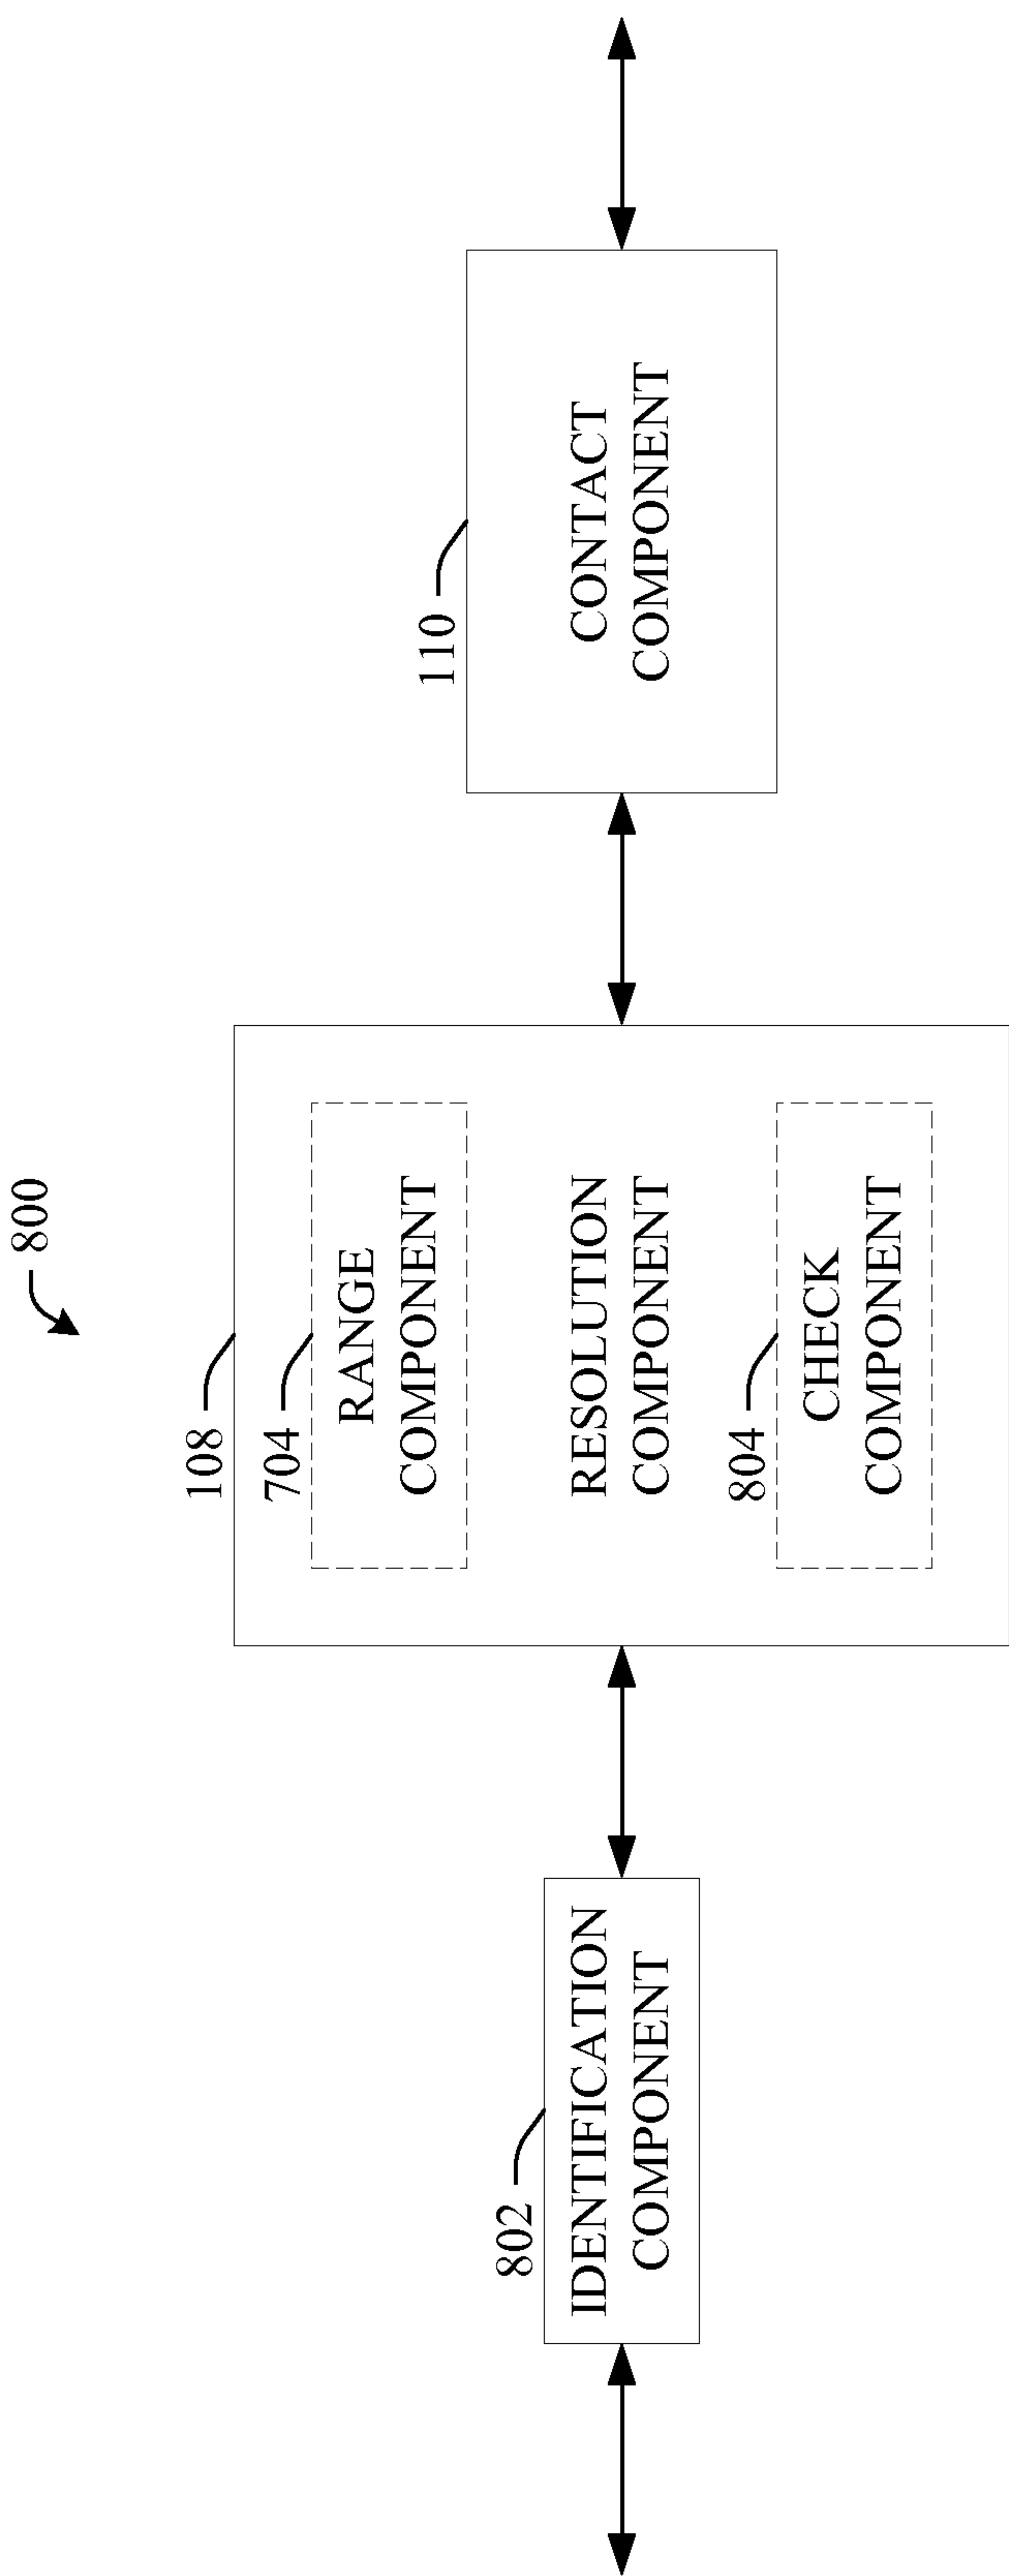 800
108
704
RANGE
COMPONENT
RESOLUTION
COMPONENT
804
CHECK
COMPONENT
802
IDENTIFICATION
COMPONENT
110
CONTACT
COMPONENT